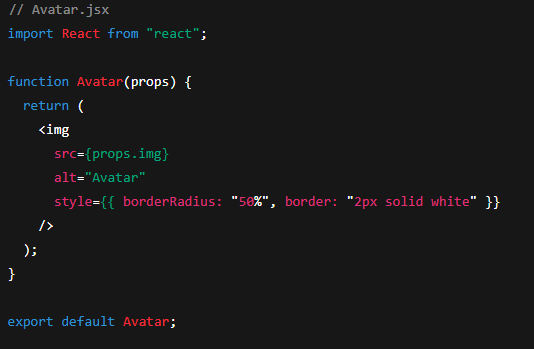 // Avatar.jsx
import React from "react";

function Avatar(props) {
  return (
    <img
      src={props.img}
      alt="Avatar"
      style={{ borderRadius: "50%", border: "2px solid white" }}
    />
  );
}

export default Avatar;